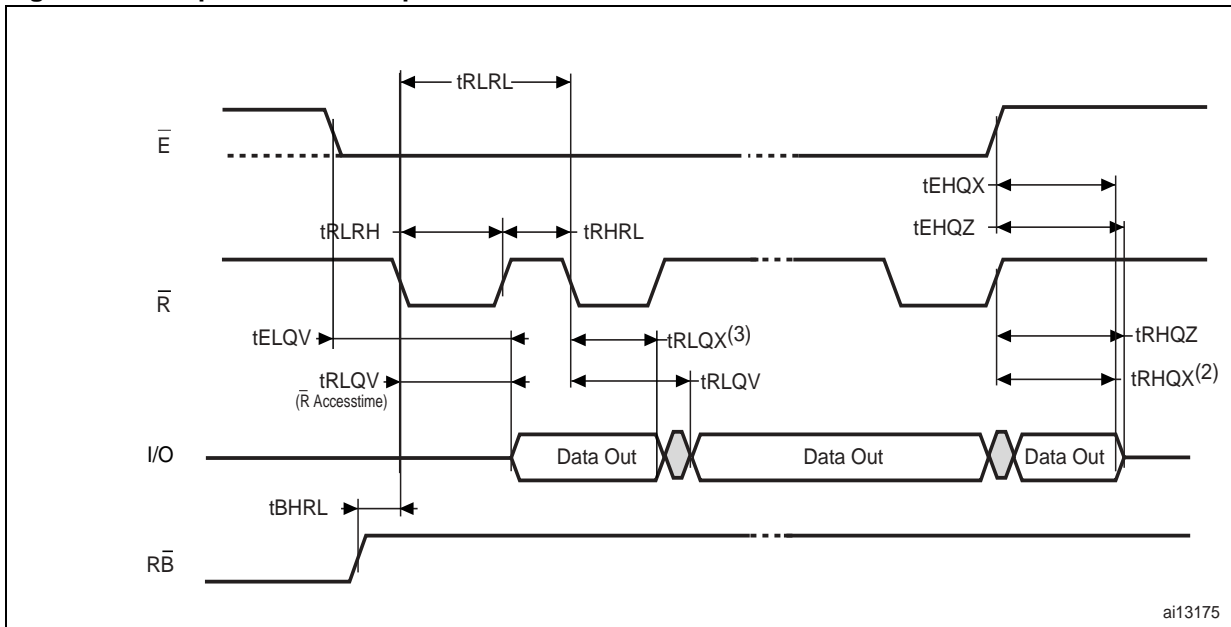 tRLRL
E̅
tEHQX
tEHQZ
tRLRH
tRHRL
R̅
tELQV
tRLQX(3)
tRHQZ
tRLQV
(R̅ Accesstime)
tRLQV
tRHQX(2)
I/O
Data Out
Data Out
Data Out
tBHRL
RB̅
ai13175